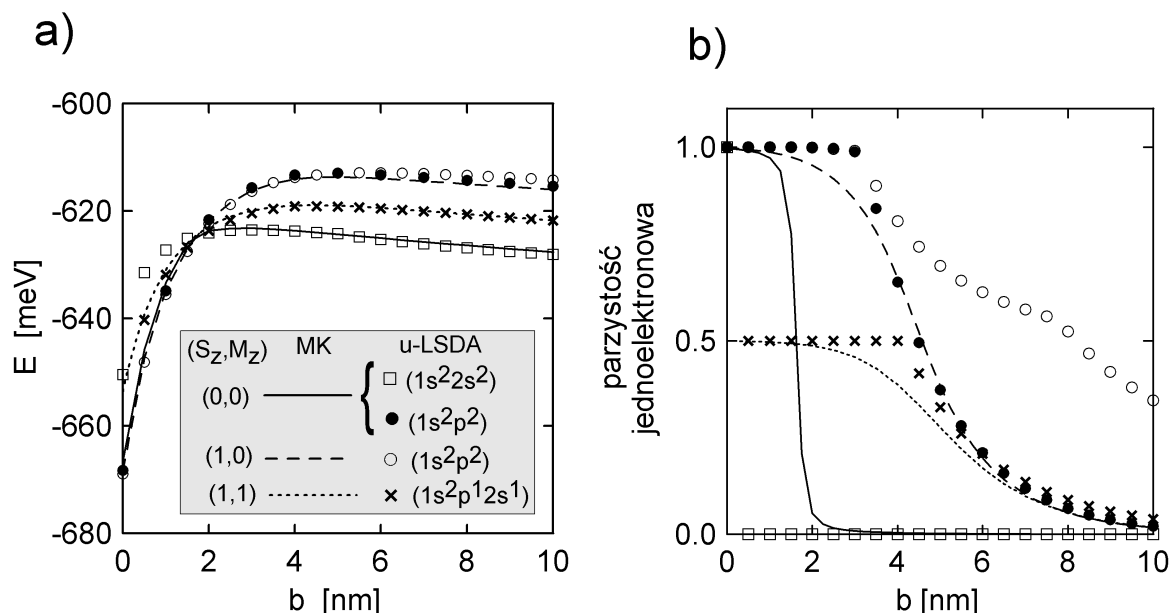 a)
E [meV]
-600
-620
-640
-660
-680
0 2 4 6 8 10
b [nm]
(Sz,Mz) MK u-LSDA
(0,0) { □ (1s²2s²)
● (1s²p²)
(1,0) ○ (1s²p²)
(1,1) × (1s²p¹2s¹)
b)
parzystość
jednoelektronowa
1.0
0.5
0.0
0 2 4 6 8 10
b [nm]